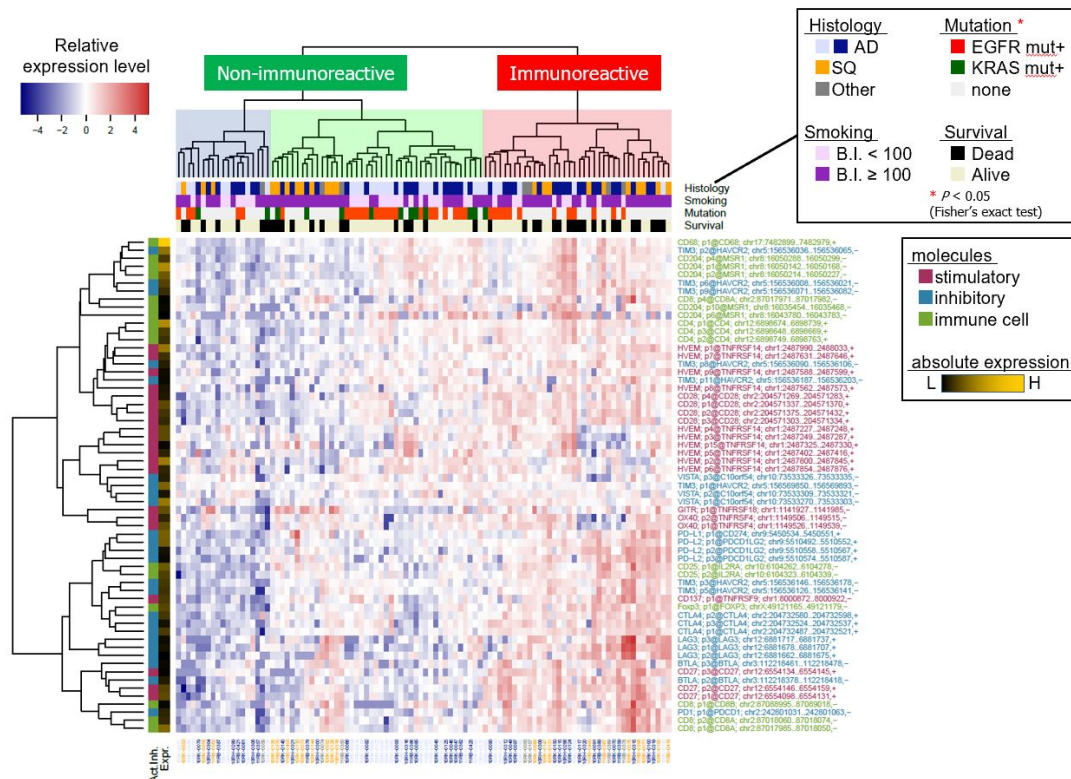 Relative
expression level
-4 -2 0 2 4
Non-immunoreactive
Immunoreactive
Histology
AD
SQ
Other
Mutation *
EGFR mut+
KRAS mut+
none
Smoking
B.I. < 100
B.I. ≥ 100
Survival
Dead
Alive
* P < 0.05
(Fisher's exact test)
molecules
stimulatory
inhibitory
immune cell
absolute expression
L H
Histology
Smoking
Mutation
Survival
CD68; p1@CD68; chr17:7482899..7482979,+
TIM3; p2@HAVCR2; chr5:156536036..156536065,−
CD204; p4@MSR1; chr8:16050288..16050299,−
CD204; p1@MSR1; chr8:16050142..16050168,−
CD204; p2@MSR1; chr8:16050214..16050227,−
TIM3; p6@HAVCR2; chr5:156536008..156536021,−
TIM3; p9@HAVCR2; chr5:156536071..156536082,−
CD8; p4@CD8A; chr2:87017971..87017982,−
CD204; p10@MSR1; chr8:16035454..16035468,−
CD204; p6@MSR1; chr8:16043780..16043783,−
CD4; p1@CD4; chr12:6898674..6898739,+
CD4; p3@CD4; chr12:6898648..6898669,+
CD4; p2@CD4; chr12:6898749..6898763,+
HVEM; p1@TNFRSF14; chr1:2487990..2488033,+
HVEM; p7@TNFRSF14; chr1:2487631..2487646,+
TIM3; p8@HAVCR2; chr5:156536090..156536106,−
HVEM; p9@TNFRSF14; chr1:2487588..2487599,+
TIM3; p11@HAVCR2; chr5:156536187..156536203,−
HVEM; p8@TNFRSF14; chr1:2487562..2487573,+
CD28; p4@CD28; chr2:204571269..204571283,+
CD28; p1@CD28; chr2:204571337..204571370,+
CD28; p2@CD28; chr2:204571375..204571432,+
CD28; p3@CD28; chr2:204571303..204571334,+
HVEM; p4@TNFRSF14; chr1:2487227..2487248,+
HVEM; p3@TNFRSF14; chr1:2487249..2487287,+
HVEM; p15@TNFRSF14; chr1:2487325..2487330,+
HVEM; p5@TNFRSF14; chr1:2487402..2487416,+
HVEM; p2@TNFRSF14; chr1:2487800..2487845,+
HVEM; p6@TNFRSF14; chr1:2487854..2487876,+
VISTA; p3@C10orf54; chr10:73533326..73533335,−
TIM3; p1@HAVCR2; chr5:156569850..156569893,−
VISTA; p2@C10orf54; chr10:73533309..73533321,−
VISTA; p1@C10orf54; chr10:73533270..73533303,−
GITR; p1@TNFRSF18; chr1:1141927..1141985,−
OX40; p2@TNFRSF4; chr1:1149506..1149515,−
OX40; p1@TNFRSF4; chr1:1149526..1149539,−
PD−L1; p1@CD274; chr9:5450534..5450551,+
PD−L2; p1@PDCD1LG2; chr9:5510492..5510552,+
PD−L2; p2@PDCD1LG2; chr9:5510558..5510567,+
PD−L2; p3@PDCD1LG2; chr9:5510574..5510587,+
CD25; p1@IL2RA; chr10:6104262..6104278,−
CD25; p2@IL2RA; chr10:6104323..6104339,−
TIM3; p3@HAVCR2; chr5:156536146..156536178,−
TIM3; p5@HAVCR2; chr5:156536126..156536141,−
CD137; p1@TNFRSF9; chr1:8000872..8000922,−
Foxp3; p1@FOXP3; chrX:49121165..49121179,−
CTLA4; p2@CTLA4; chr2:204732580..204732598,+
CTLA4; p3@CTLA4; chr2:204732524..204732537,+
CTLA4; p1@CTLA4; chr2:204732487..204732521,+
LAG3; p3@LAG3; chr12:6881717..6881737,+
LAG3; p1@LAG3; chr12:6881678..6881707,+
LAG3; p2@LAG3; chr12:6881662..6881675,+
BTLA; p3@BTLA; chr3:112218461..112218478,−
CD27; p3@CD27; chr12:6554134..6554145,+
BTLA; p2@BTLA; chr3:112218378..112218418,−
CD27; p2@CD27; chr12:6554146..6554159,+
CD27; p1@CD27; chr12:6554098..6554131,+
CD8; p1@CD8B; chr2:87088995..87089018,−
PD1; p1@PDCD1; chr2:242801031..242801063,−
CD8; p2@CD8A; chr2:87018060..87018074,−
CD8; p1@CD8A; chr2:87017985..87018050,−
Act.Inh.
Expr.